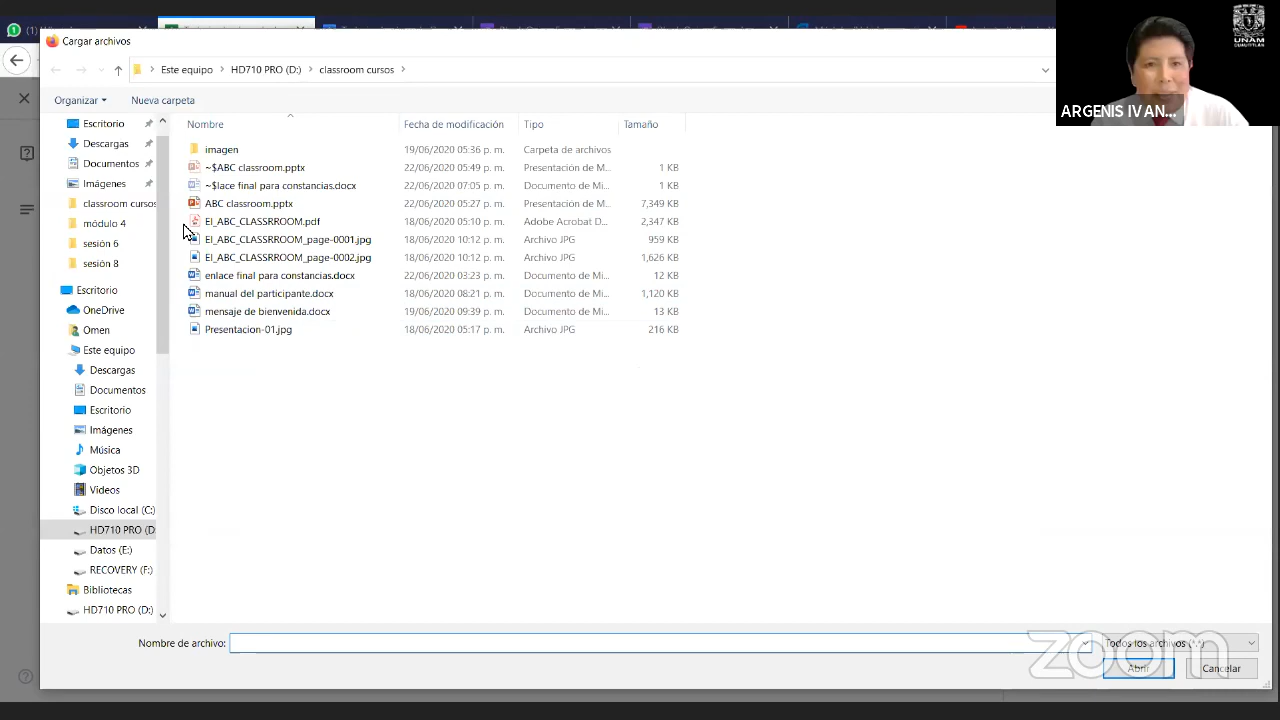 Cargar archivos
Este equipo > HD710 PRO (D:) > classroom cursos >
Organizar Nueva carpeta
Nombre Fecha de modificación Tipo Tamaño
imagen 19/06/2020 05:36 p. m. Carpeta de archivos
~$ABC classroom.pptx 22/06/2020 05:49 p. m. Presentación de M... 1 KB
~$lace final para constancias.docx 22/06/2020 07:05 p. m. Documento de Mi... 1 KB
ABC classroom.pptx 22/06/2020 05:27 p. m. Presentación de M... 7,349 KB
El_ABC_CLASSRROOM.pdf 18/06/2020 05:10 p. m. Adobe Acrobat D... 2,347 KB
El_ABC_CLASSRROOM_page-0001.jpg 18/06/2020 10:12 p. m. Archivo JPG 959 KB
El_ABC_CLASSRROOM_page-0002.jpg 18/06/2020 10:12 p. m. Archivo JPG 1,626 KB
enlace final para constancias.docx 22/06/2020 03:23 p. m. Documento de Mi... 12 KB
manual del participante.docx 18/06/2020 08:21 p. m. Documento de Mi... 1,120 KB
mensaje de bienvenida.docx 19/06/2020 09:39 p. m. Documento de Mi... 13 KB
Presentacion-01.jpg 18/06/2020 05:17 p. m. Archivo JPG 216 KB
Escritorio
Descargas
Documentos
Imágenes
classroom cursos
módulo 4
sesión 6
sesión 8
Escritorio
OneDrive
Omen
Este equipo
Descargas
Documentos
Escritorio
Imágenes
Música
Objetos 3D
Vídeos
Disco local (C:)
HD710 PRO (D
Datos (E:)
RECOVERY (F:)
Bibliotecas
HD710 PRO (D:)
Nombre de archivo:
Todos los archivos (*.*)
Abrir Cancelar
zoom
UNAM
CUAUTITLÁN
ARGENIS IVAN...